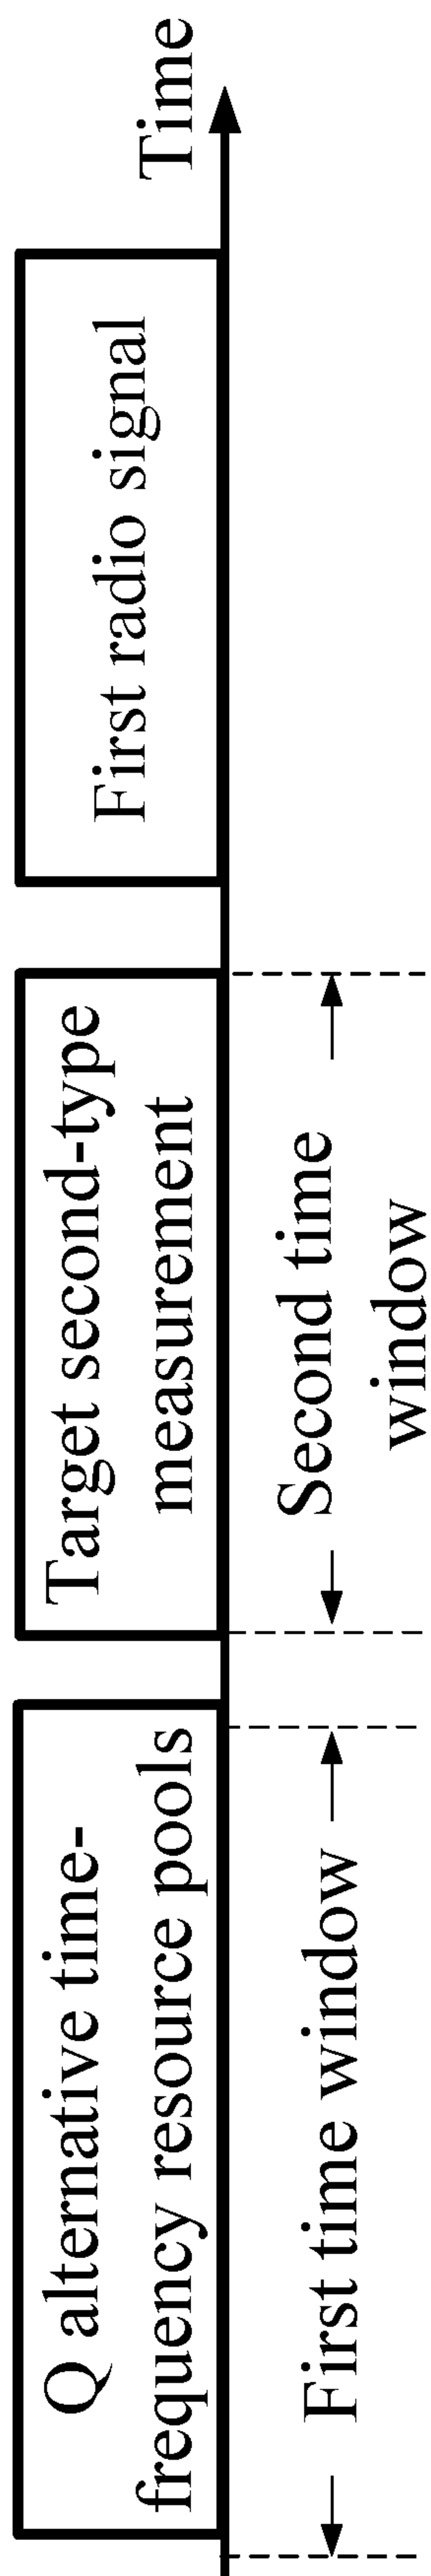 Q alternative time-
frequency resource pools
Target second-type
measurement
First radio signal
Time
First time window
Second time
window